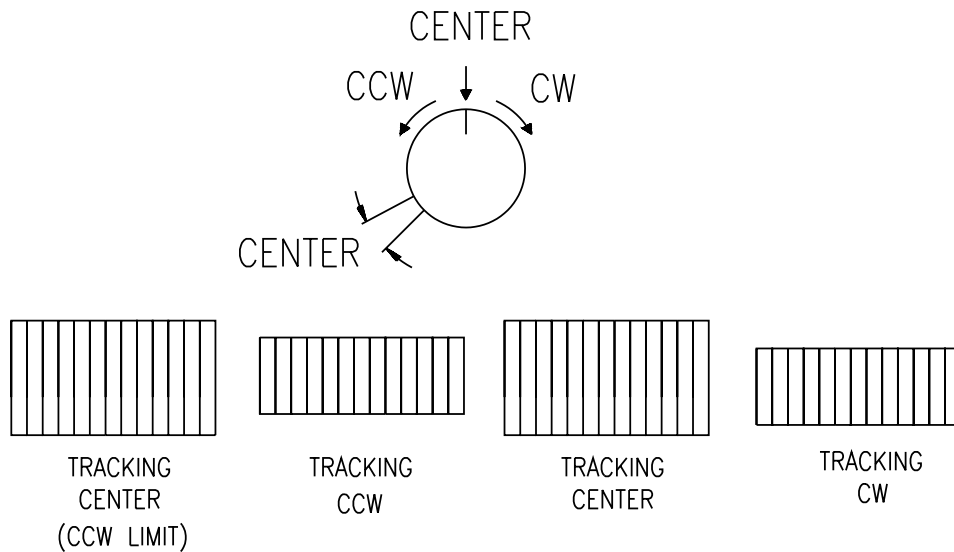 CENTER
CCW CW
CENTER
TRACKING
CENTER
(CCW LIMIT)
TRACKING
CCW
TRACKING
CENTER
TRACKING
CW